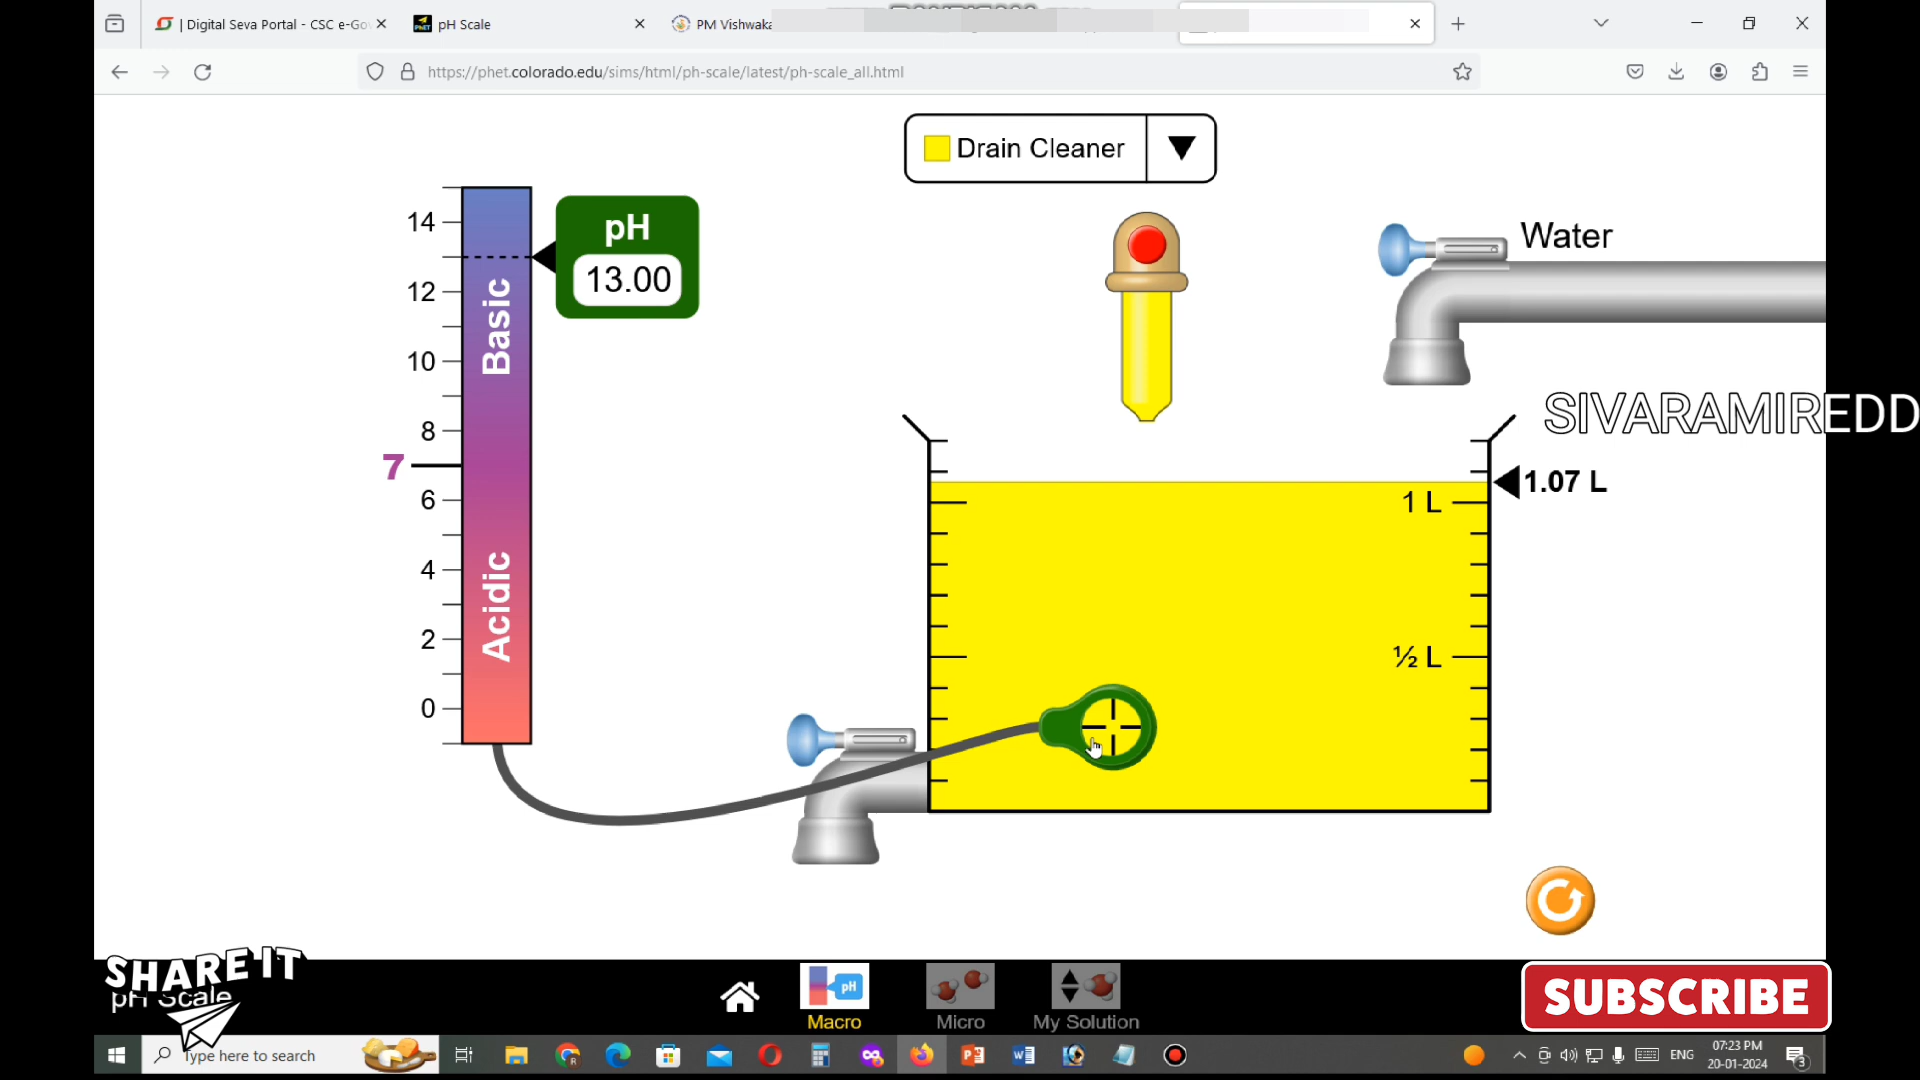 | Digital Seva Portal - CSC e-Go
pH Scale
PM Vishwaka
https://phet.colorado.edu/sims/html/ph-scale/latest/ph-scale_all.html
Drain Cleaner
pH
13.00
Water
14
12
10
8
7
6
4
2
0
Basic
Acidic
SIVARAMIREDD
1.07 L
1 L
½ L
SHARE IT
pH Scale
pH
Macro
Micro
My Solution
SUBSCRIBE
Type here to search
ENG
07:23 PM
20-01-2024
3